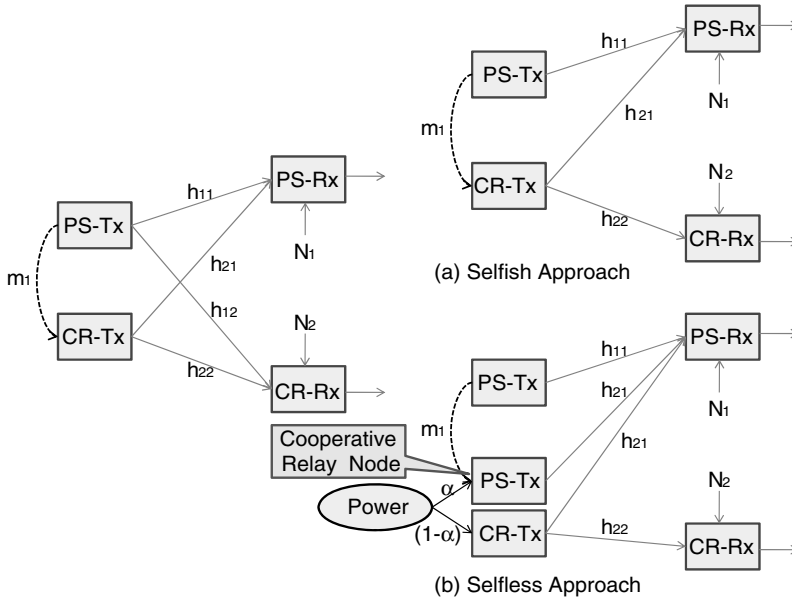 PS-Tx
CR-Tx
m1
h11
h21
h12
h22
PS-Rx
N1
N2
CR-Rx
PS-Tx
m1
CR-Tx
h11
h21
h22
PS-Rx
N1
N2
CR-Rx
(a) Selfish Approach
PS-Tx
m1
h11
h21
h21
PS-Rx
N1
Cooperative
Relay Node
PS-Tx
Power
α
(1-α)
CR-Tx
h22
N2
CR-Rx
(b) Selfless Approach